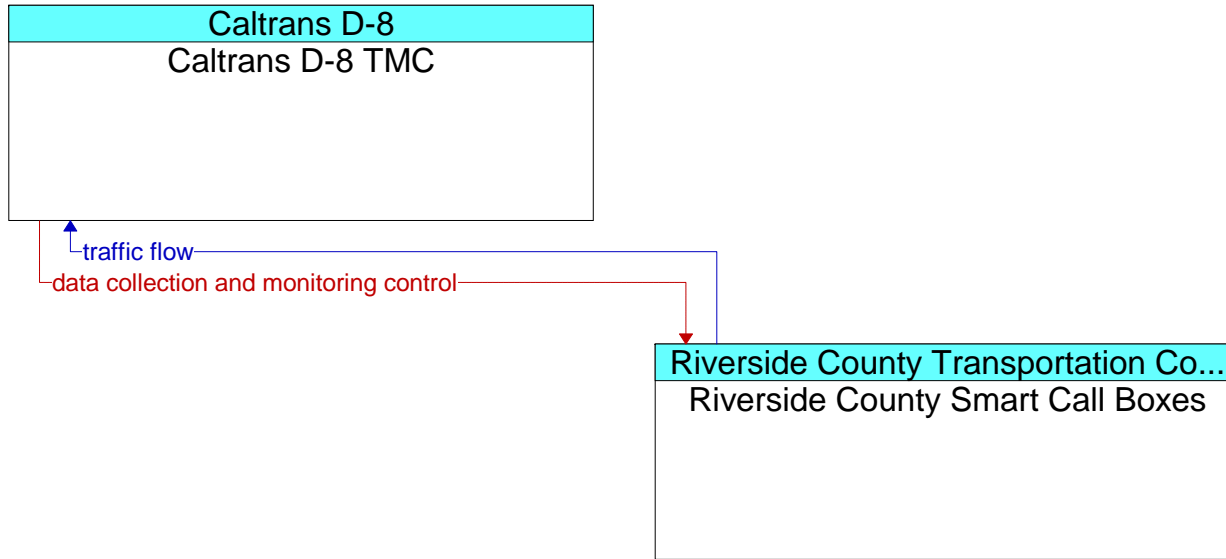 Caltrans D-8
Caltrans D-8 TMC
traffic flow
data collection and monitoring control
Riverside County Transportation Co...
Riverside County Smart Call Boxes